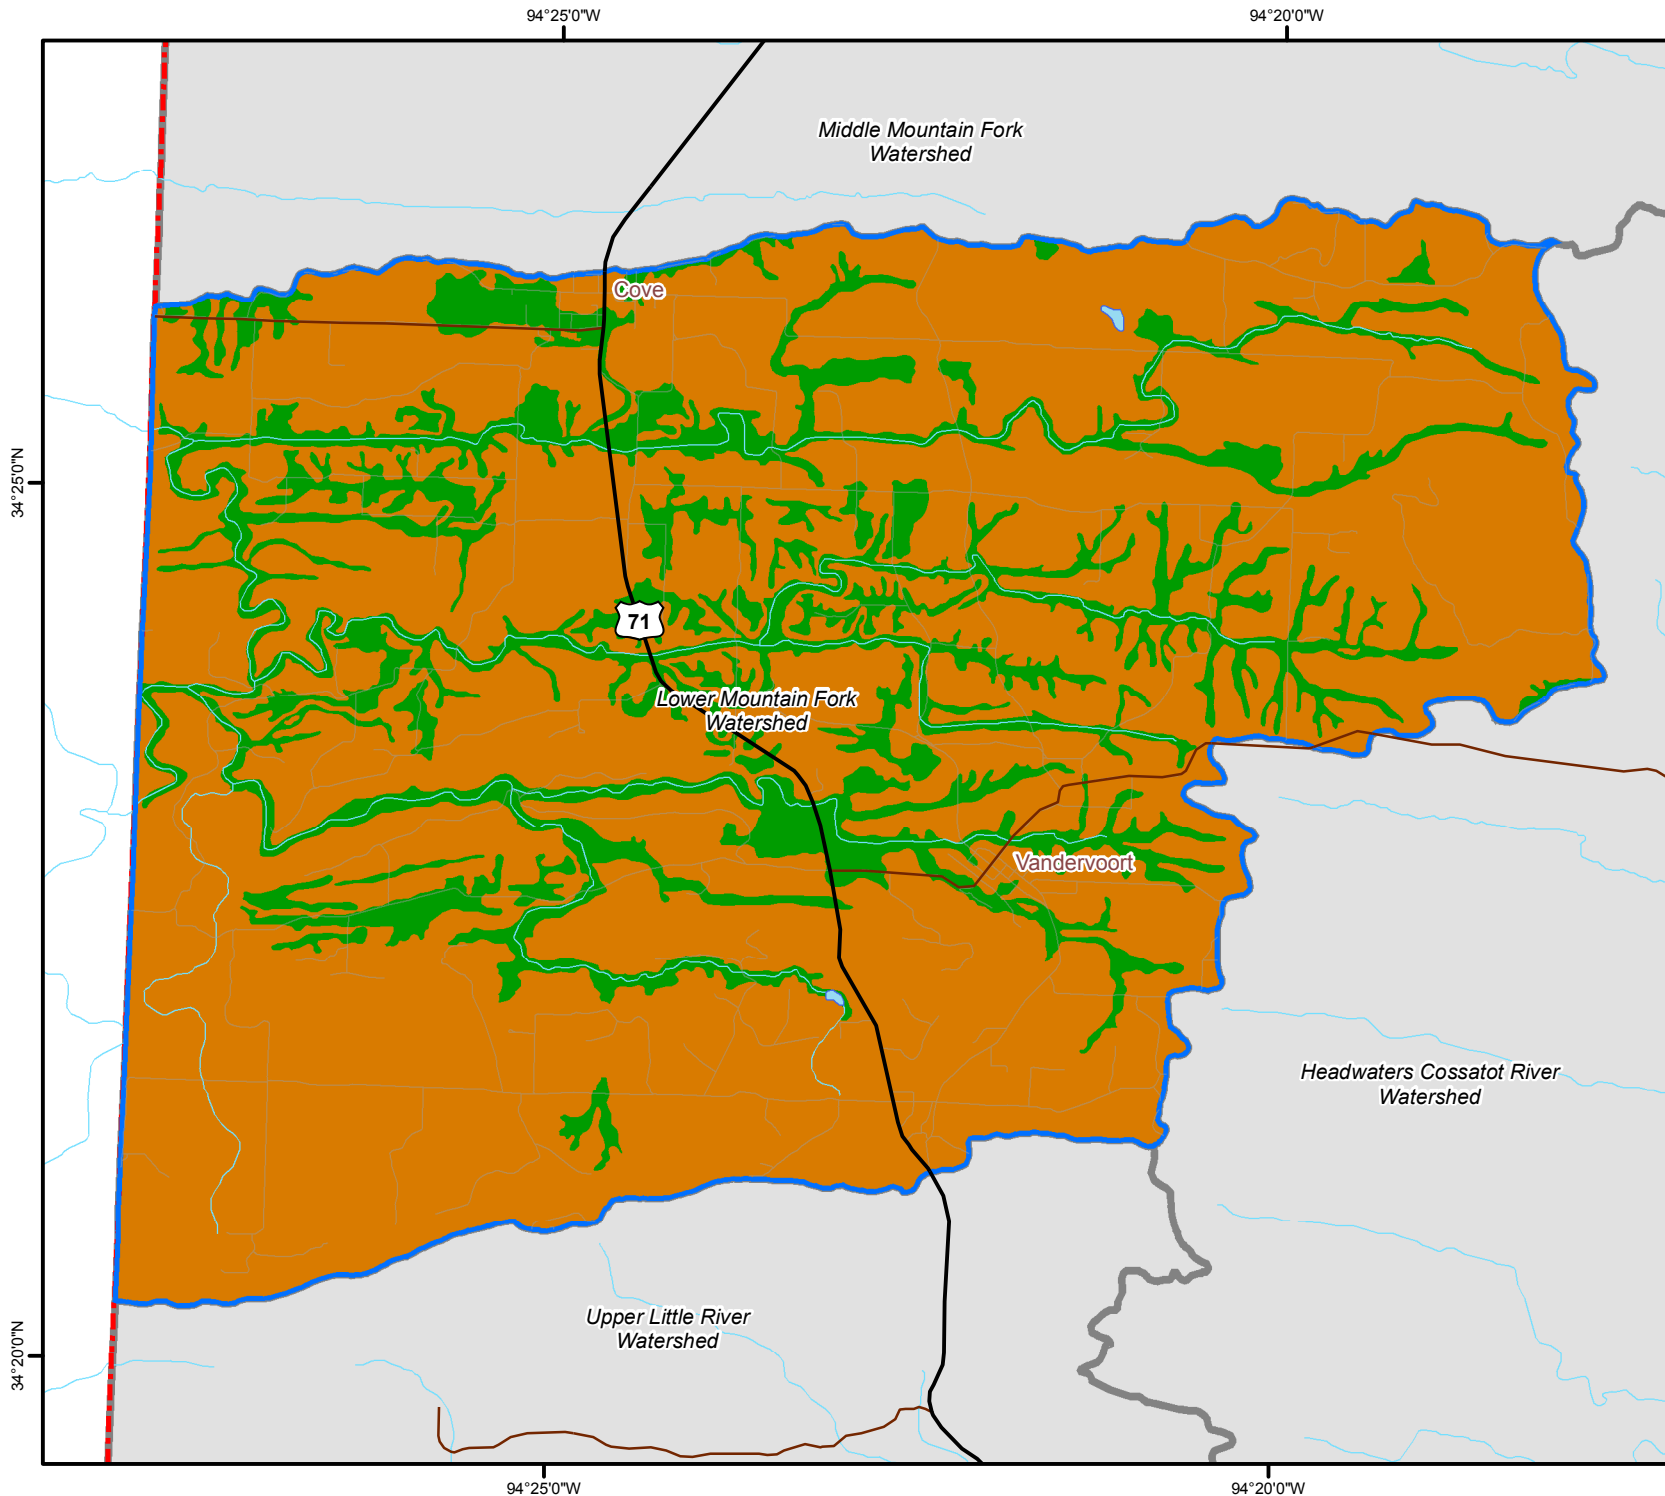 94°25'0"W
94°20'0"W
Middle Mountain Fork
Watershed
Cove
34°25'0"N
71
Lower Mountain Fork
Watershed
Vandervoort
Headwaters Cossatot River
Watershed
Upper Little River
Watershed
34°20'0"N
94°25'0"W
94°20'0"W